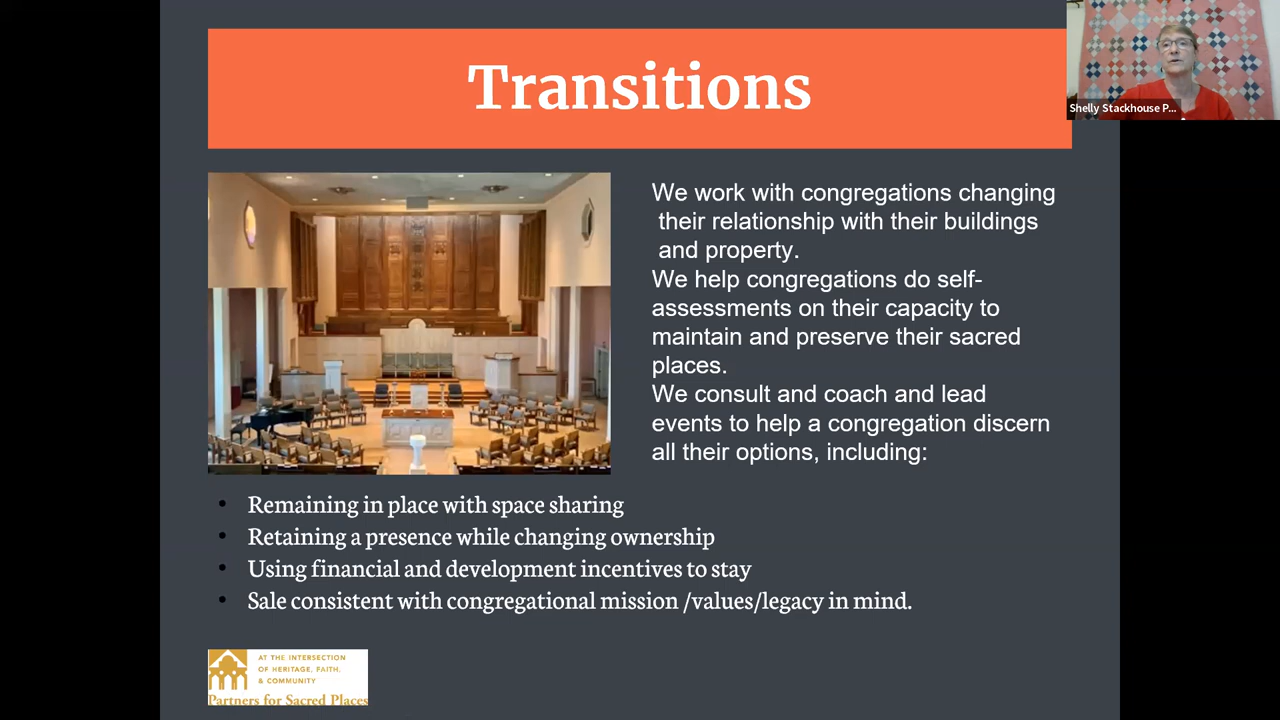 Transitions
Shelly Stackhouse P...
We work with congregations changing
their relationship with their buildings
and property.
We help congregations do self-
assessments on their capacity to
maintain and preserve their sacred
places.
We consult and coach and lead
events to help a congregation discern
all their options, including:
• Remaining in place with space sharing
• Retaining a presence while changing ownership
• Using financial and development incentives to stay
• Sale consistent with congregational mission /values/legacy in mind.
AT THE INTERSECTION
OF HERITAGE, FAITH,
& COMMUNITY
Partners for Sacred Places